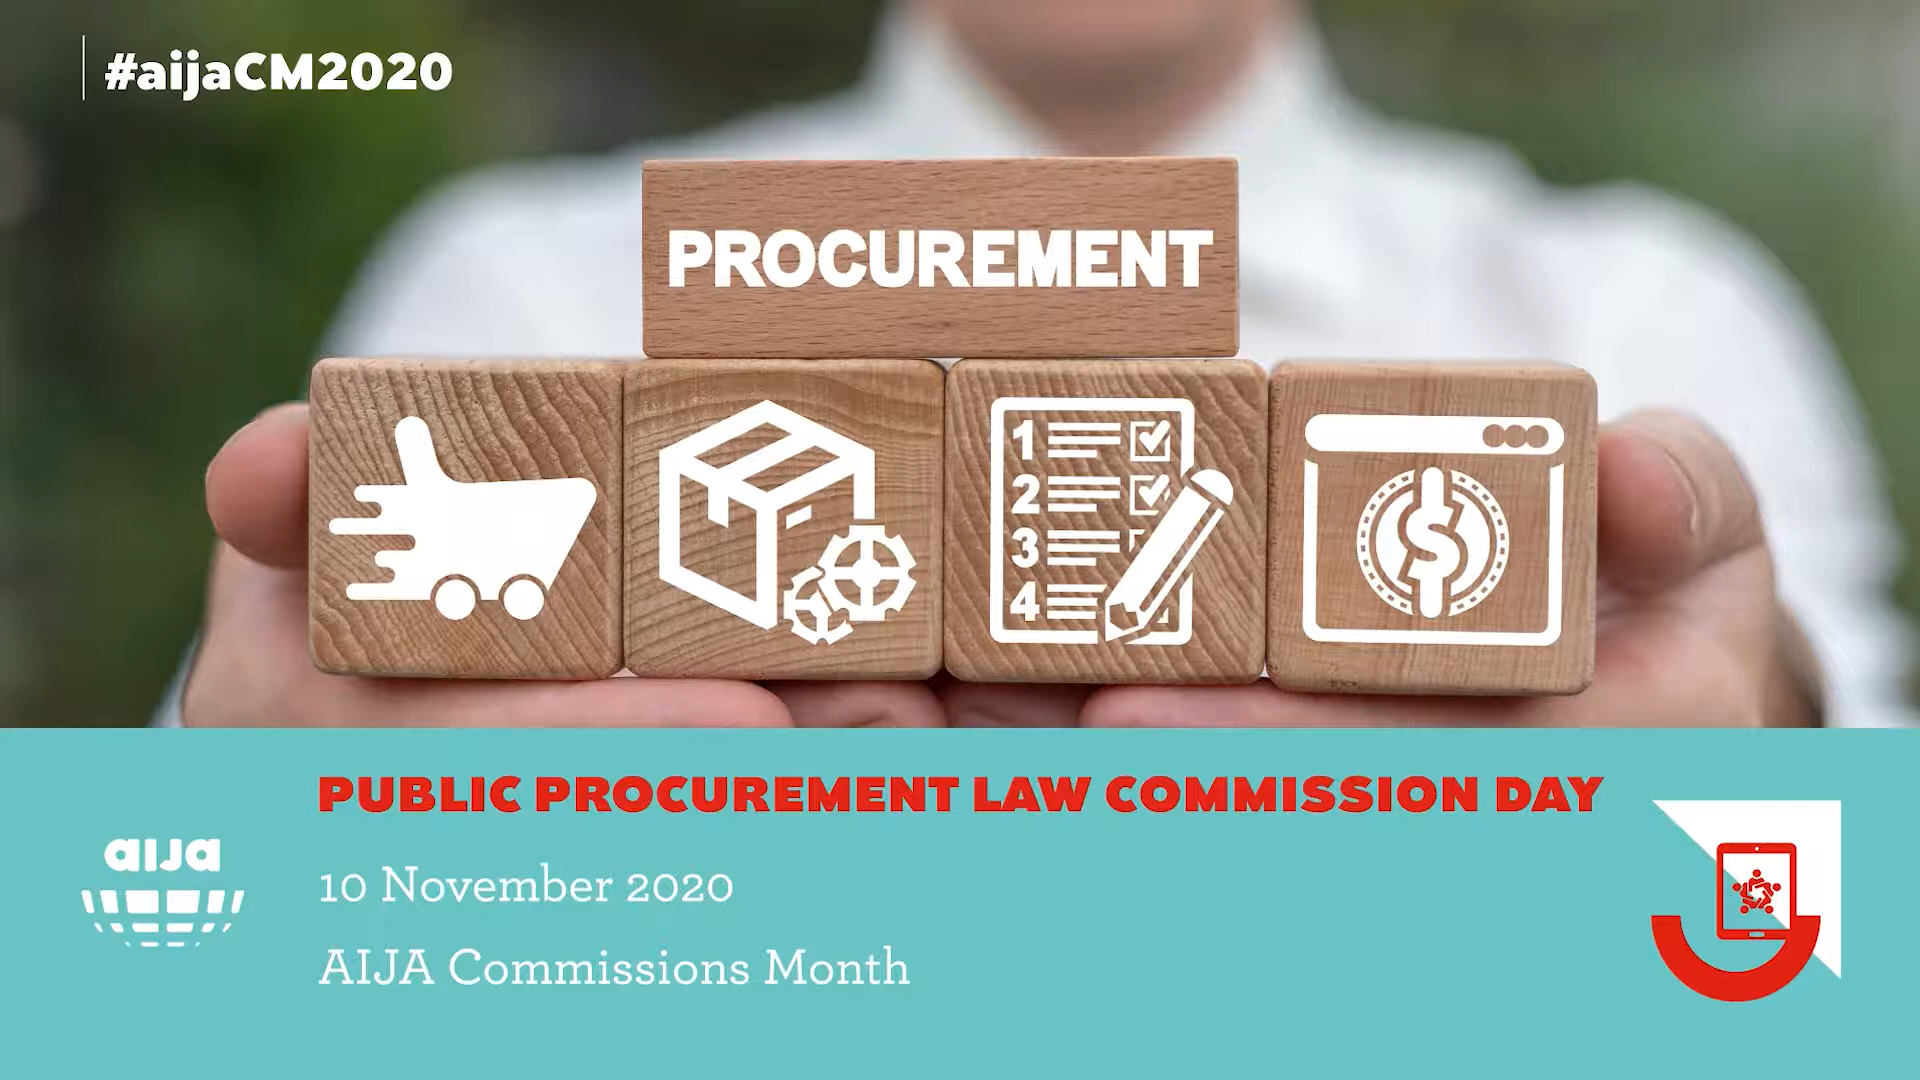 #aijaCM2020
PROCUREMENT
1
2
3
4
$
PUBLIC PROCUREMENT LAW COMMISSION DAY
aija
10 November 2020
AIJA Commissions Month